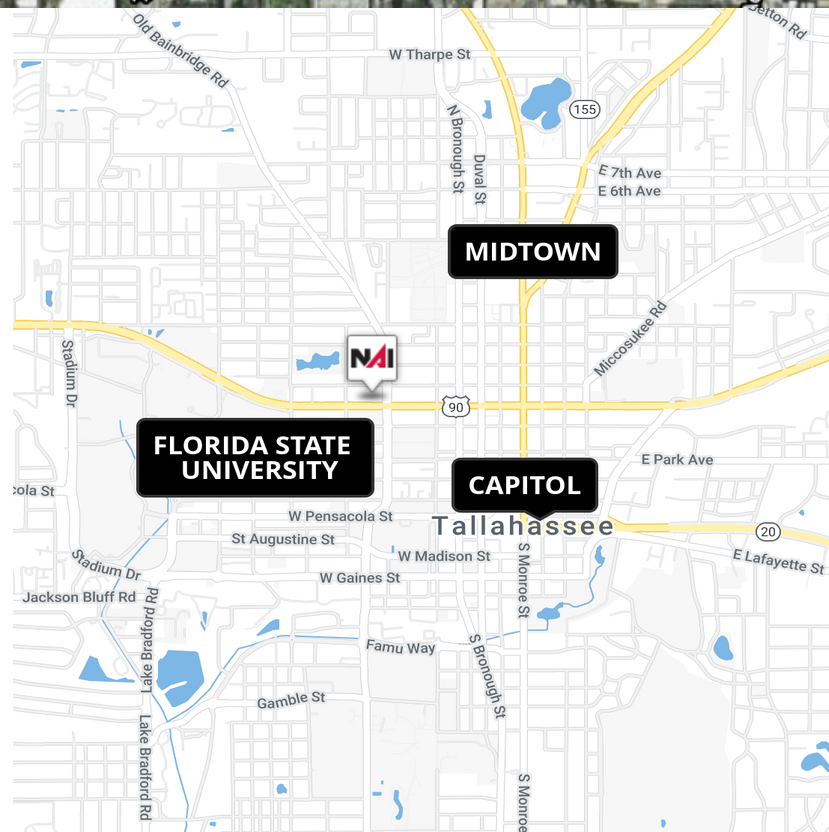 Old Bainbridge Rd
W Tharpe St
155
N Bronough St
Duval St
E 7th Ave
E 6th Ave
MIDTOWN
Miccosukee Rd
Stadium Dr
NAI
90
FLORIDA STATE
UNIVERSITY
E Park Ave
CAPITOL
cola St
W Pensacola St
Tallahassee
20
St Augustine St
W Madison St
E Lafayette St
Stadium Dr
W Gaines St
S Monroe St
Jackson Bluff Rd
Lake Bradford Rd
Famu Way
S Bronough St
Gamble St
Lake Bradford Rd
S Monroe